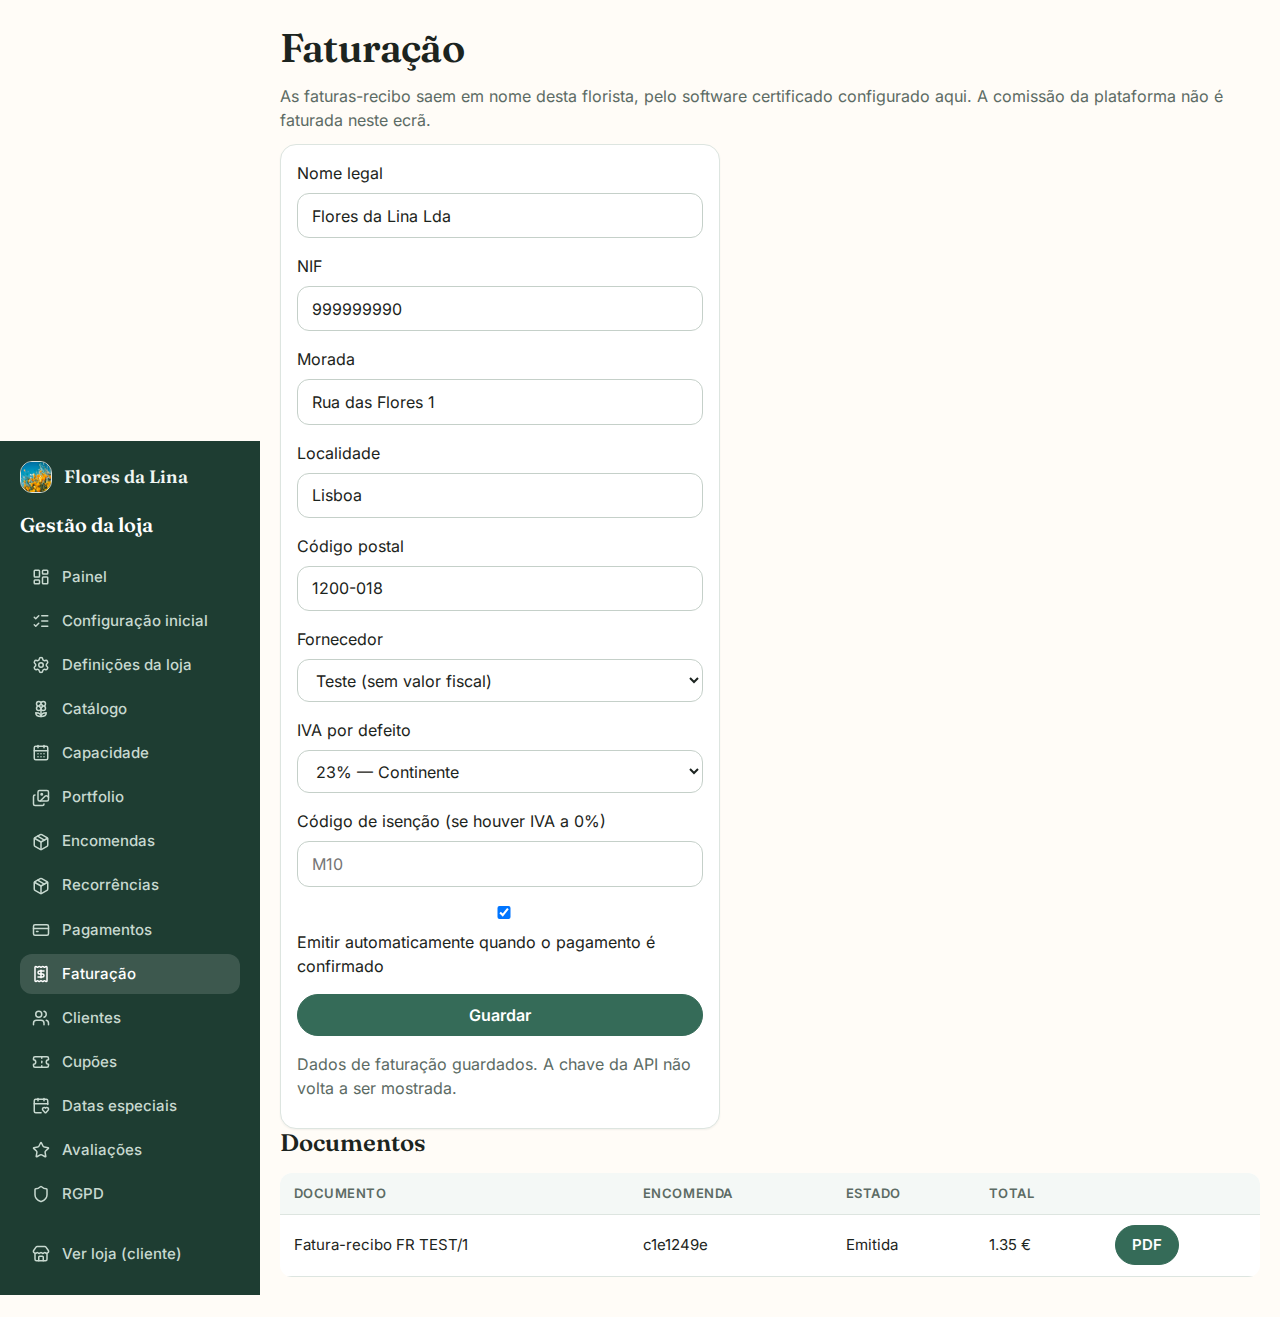 Faturação
As faturas-recibo saem em nome desta florista, pelo software certificado configurado aqui. A comissão da plataforma não é
faturada neste ecrã.
Nome legal
Flores da Lina Lda
NIF
999999990
Morada
Rua das Flores 1
Localidade
Lisboa
Código postal
1200-018
Fornecedor
Teste (sem valor fiscal)
IVA por defeito
23% — Continente
Código de isenção (se houver IVA a 0%)
M10
Emitir automaticamente quando o pagamento é
confirmado
Guardar
Dados de faturação guardados. A chave da API não
volta a ser mostrada.
Flores da Lina
Gestão da loja
Painel
Configuração inicial
Definições da loja
Catálogo
Capacidade
Portfolio
Encomendas
Recorrências
Pagamentos
Faturação
Clientes
Cupões
Datas especiais
Avaliações
RGPD
Ver loja (cliente)
Documentos
DOCUMENTO ENCOMENDA ESTADO TOTAL
Fatura-recibo FR TEST/1 c1e1249e Emitida 1.35 € PDF